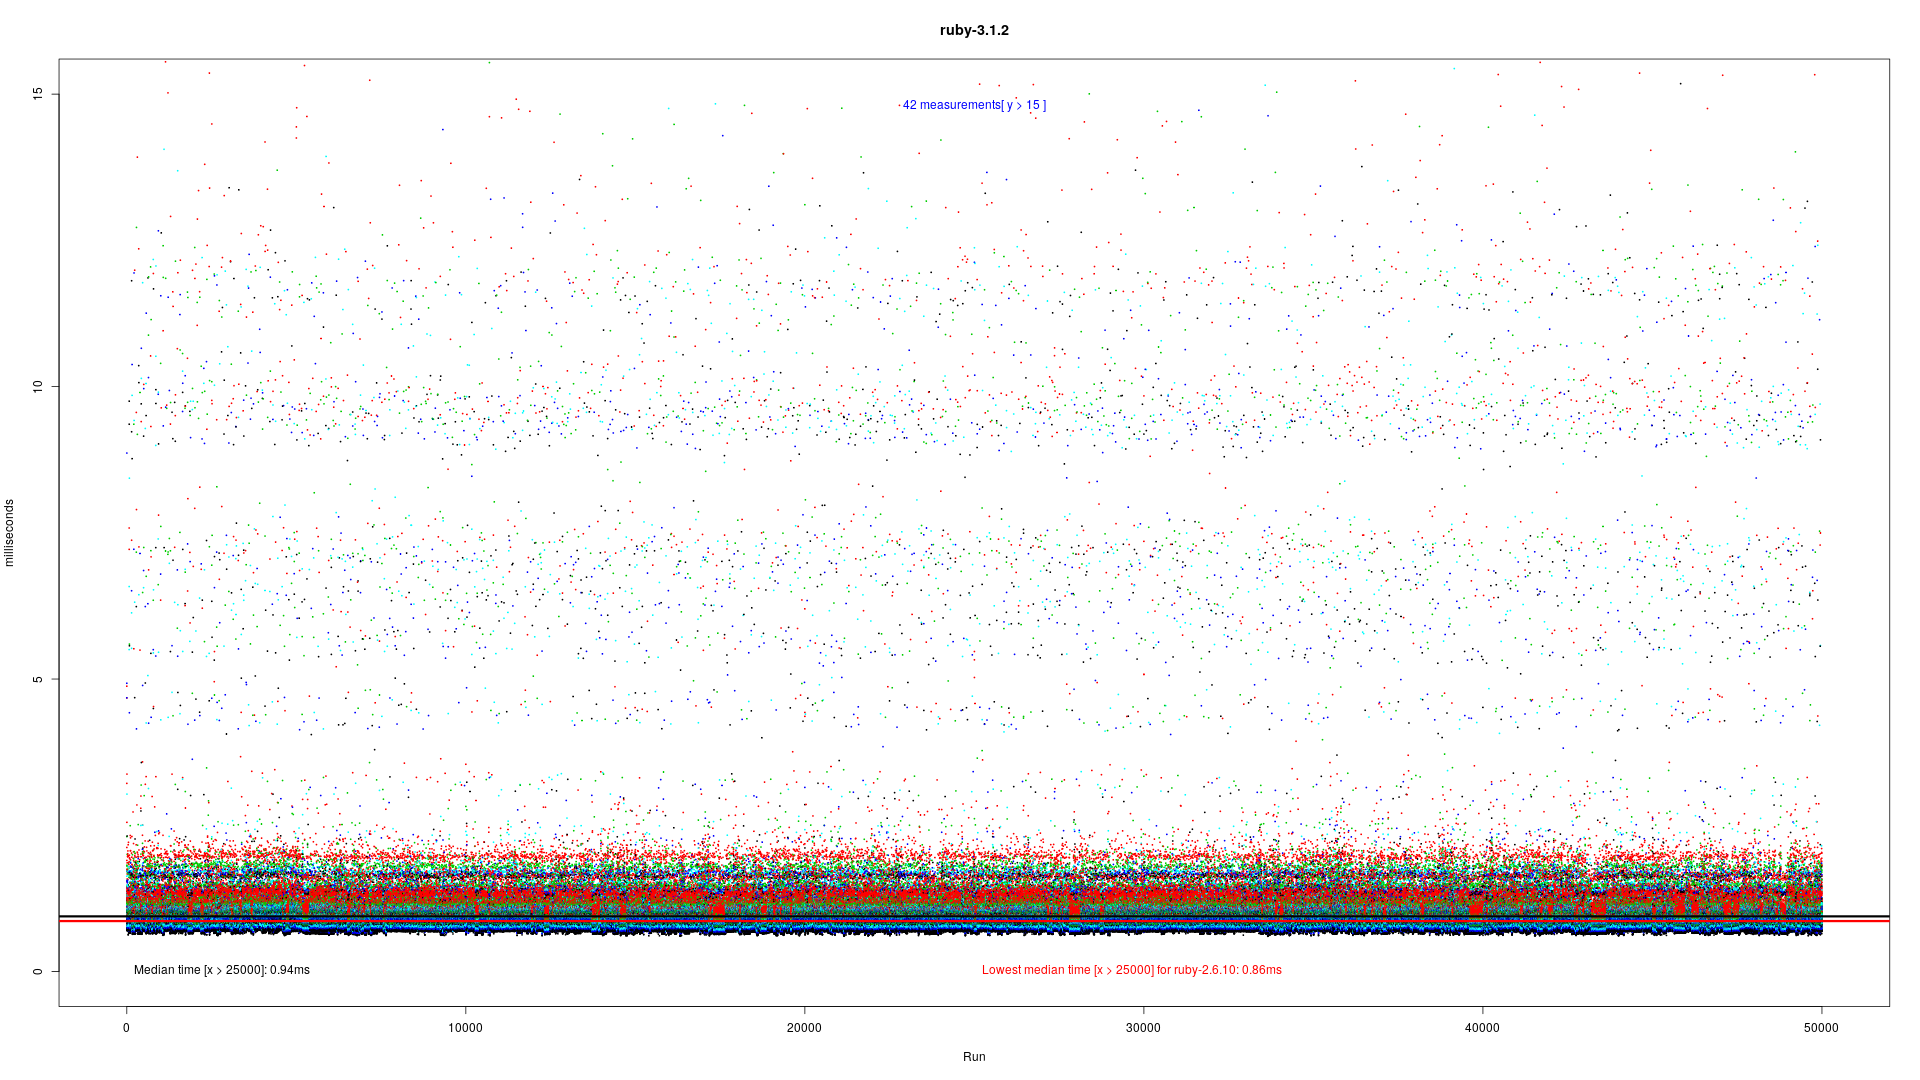 ruby-3.1.2
15
42 measurements[ y > 15 ]
10
milliseconds
5
0
Median time [x > 25000]: 0.94ms
Lowest median time [x > 25000] for ruby-2.6.10: 0.86ms
0 10000 20000 30000 40000 50000
Run